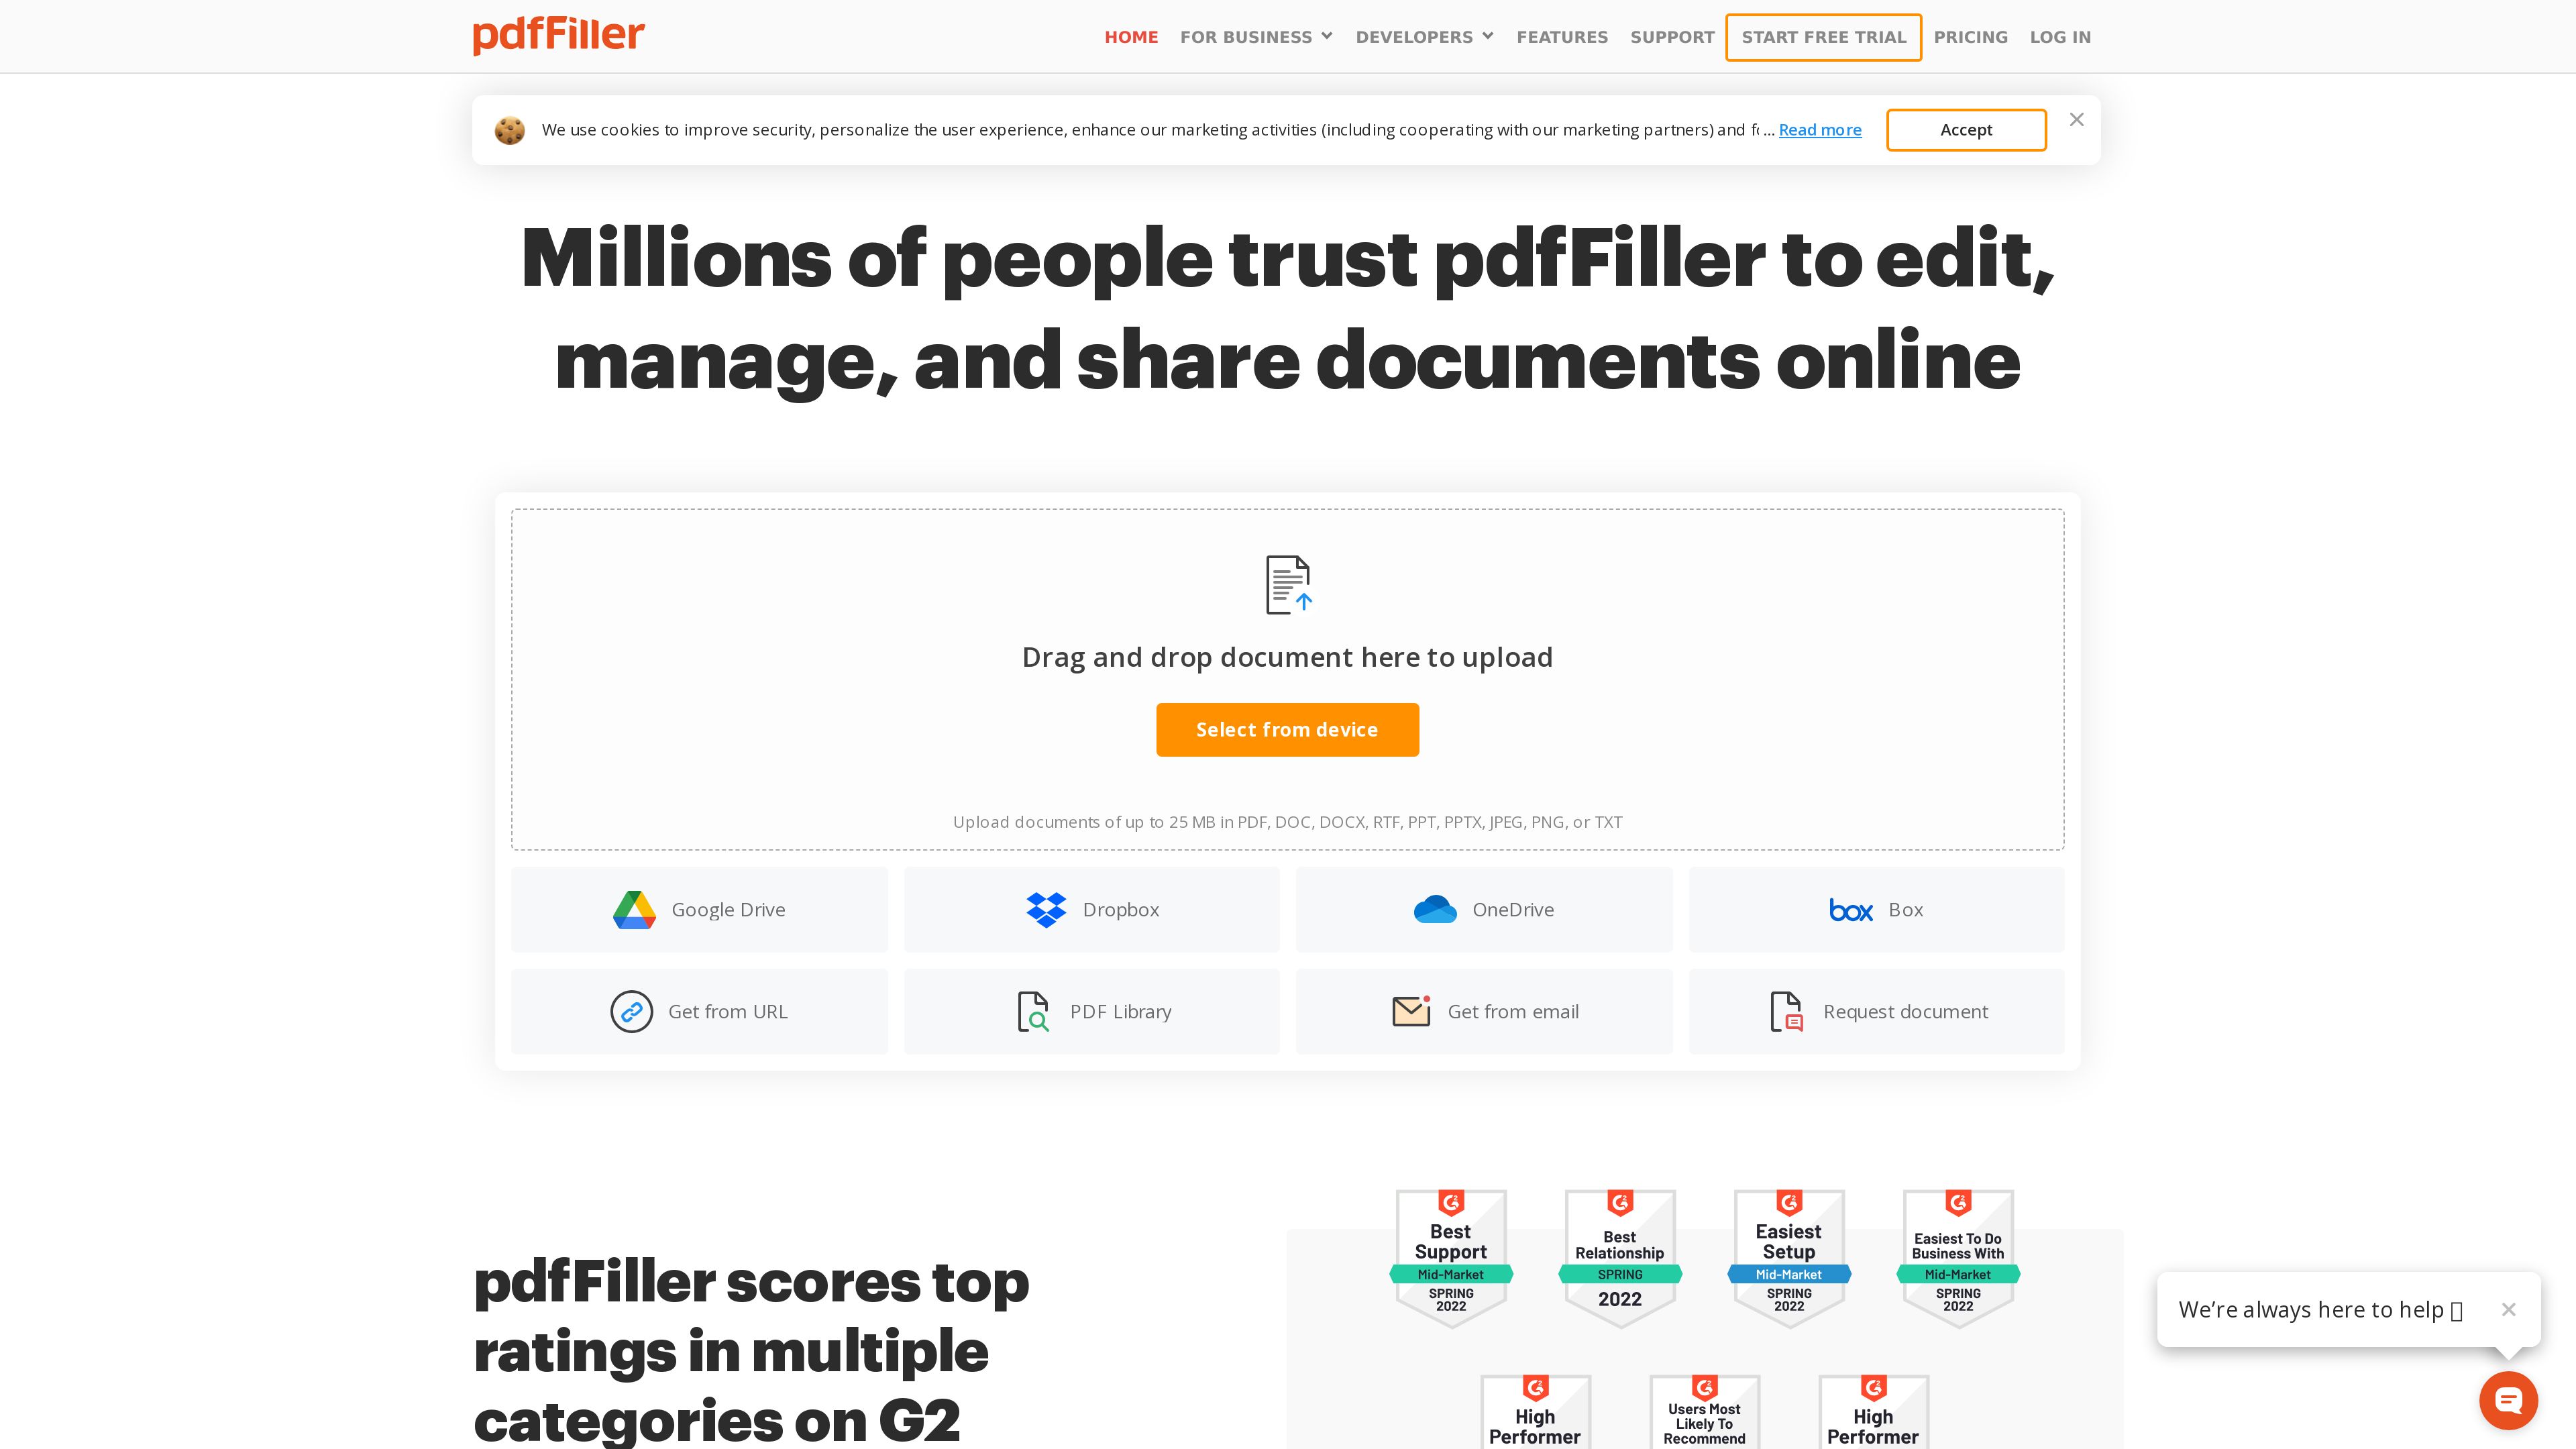 pdfFiller
HOME FOR BUSINESS DEVELOPERS FEATURES SUPPORT START FREE TRIAL PRICING LOG IN
We use cookies to improve security, personalize the user experience, enhance our marketing activities (including cooperating with our marketing partners) and ... Read more
Accept
Millions of people trust pdfFiller to edit,
manage, and share documents online
Drag and drop document here to upload
Select from device
Upload documents of up to 25 MB in PDF, DOC, DOCX, RTF, PPT, PPTX, JPEG, PNG, or TXT
Google Drive
Dropbox
OneDrive
box Box
Get from URL
PDF Library
Get from email
Request document
pdfFiller scores top
ratings in multiple
categories on G2
Best
Support
Mid-Market
SPRING
2022
Best
Relationship
SPRING
2022
Easiest
Setup
Mid-Market
SPRING
2022
Easiest To Do
Business With
Mid-Market
SPRING
2022
High
Performer
Users Most
Likely To
Recommend
High
Performer
We're always here to help